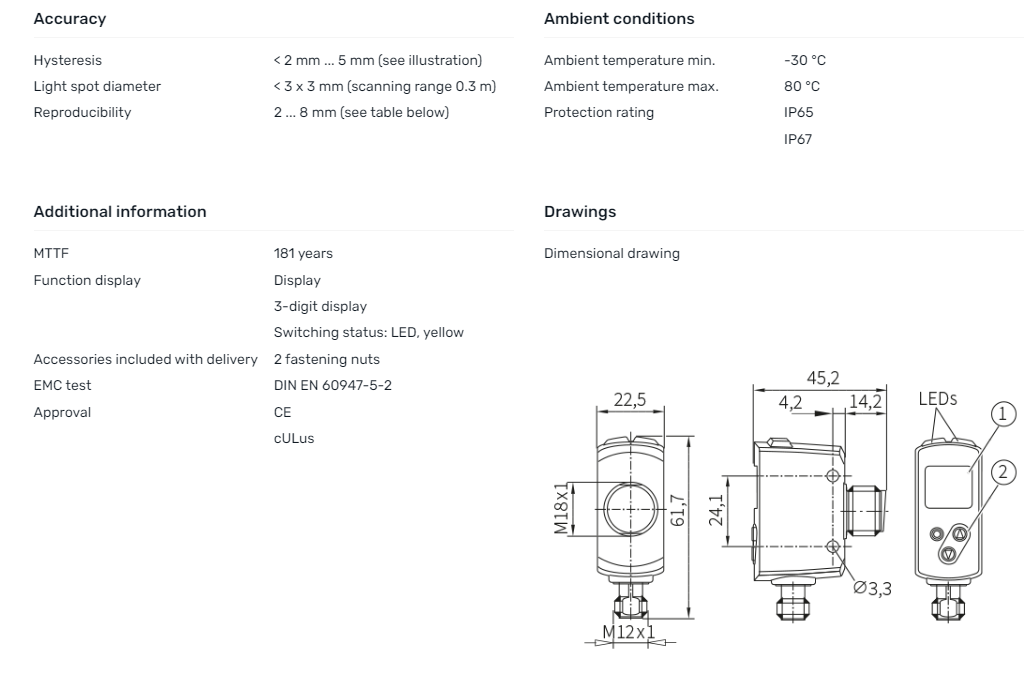 Accuracy
Hysteresis < 2 mm ... 5 mm (see illustration)
Light spot diameter < 3 x 3 mm (scanning range 0.3 m)
Reproducibility 2 ... 8 mm (see table below)
Ambient conditions
Ambient temperature min. -30 °C
Ambient temperature max. 80 °C
Protection rating IP65
IP67
Additional information
MTTF 181 years
Function display Display
3-digit display
Switching status: LED, yellow
Accessories included with delivery 2 fastening nuts
EMC test DIN EN 60947-5-2
Approval CE
cULus
Drawings
Dimensional drawing
22,5
M18x1
61,7
M12x1
45,2
4,2
14,2
24,1
Ø3,3
LEDs
1
2